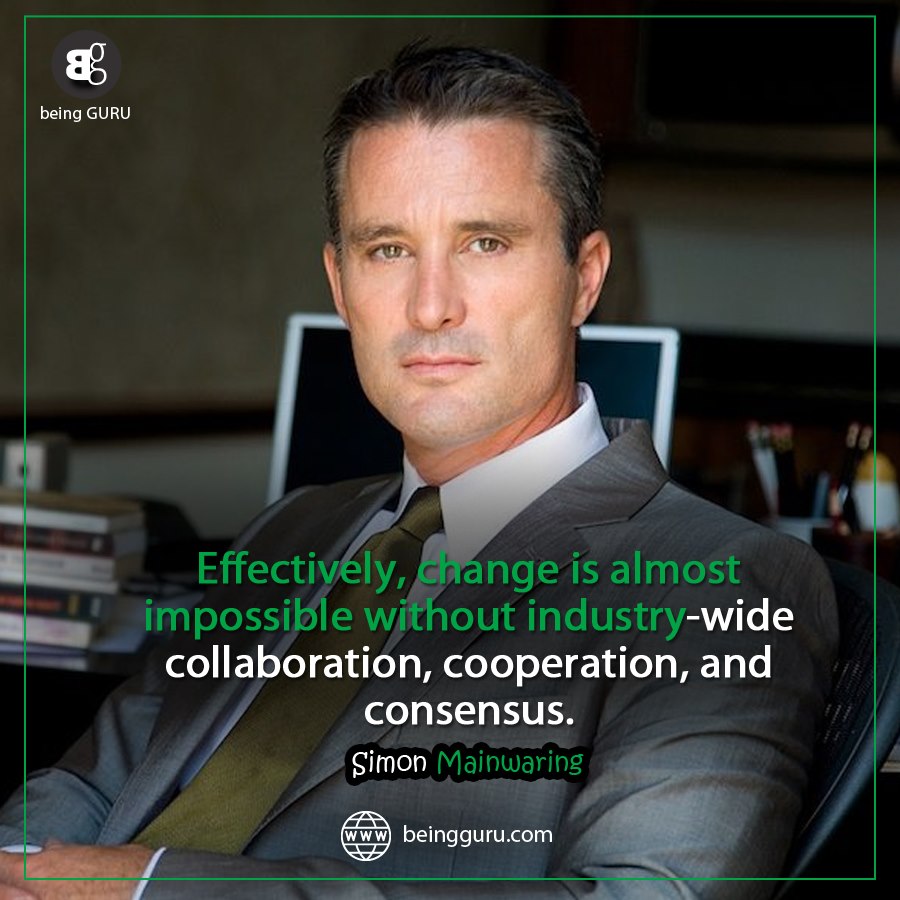 Bg
being GURU
Effectively, change is almost
impossible without industry-wide
collaboration, cooperation, and
consensus.
Simon Mainwaring
www beingguru.com